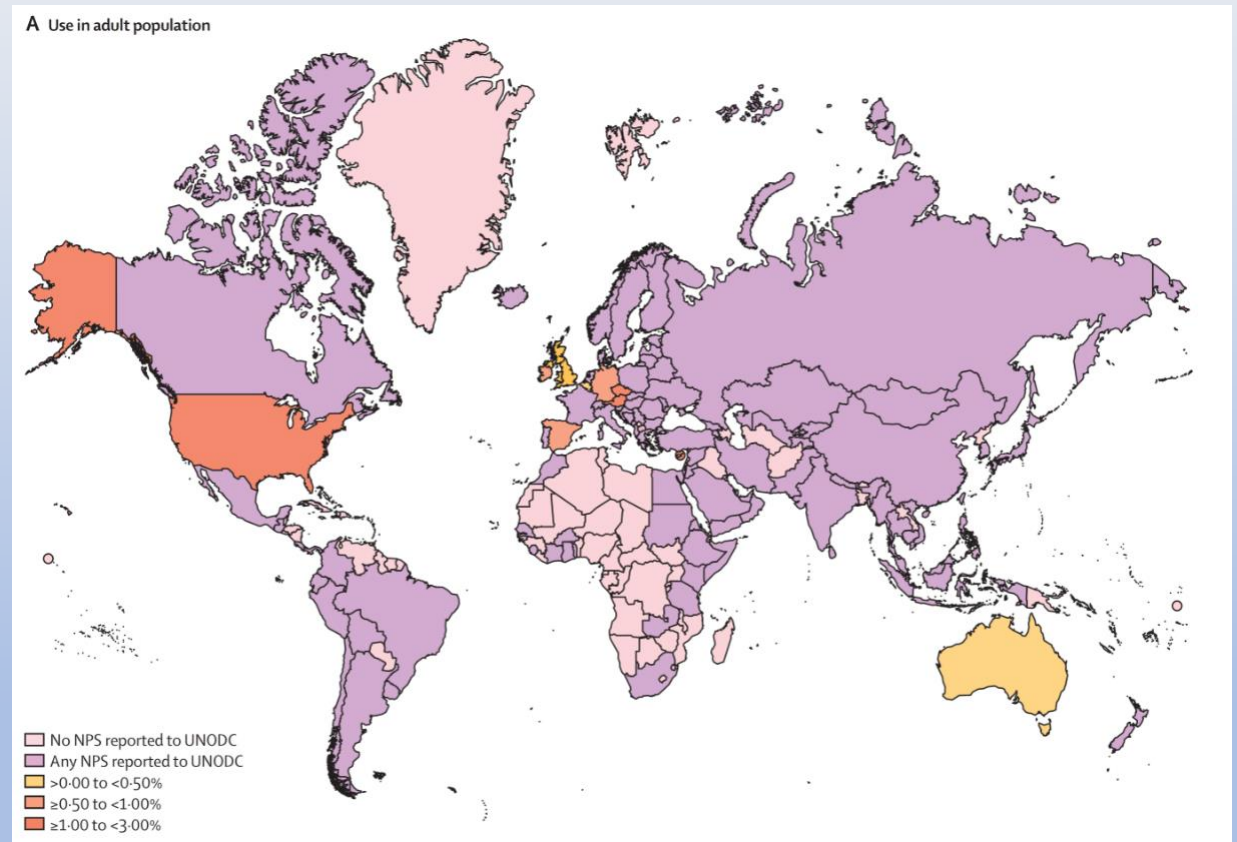 A Use in adult population
No NPS reported to UNODC
Any NPS reported to UNODC
>0·00 to <0·50%
≥0·50 to <1·00%
≥1·00 to <3·00%